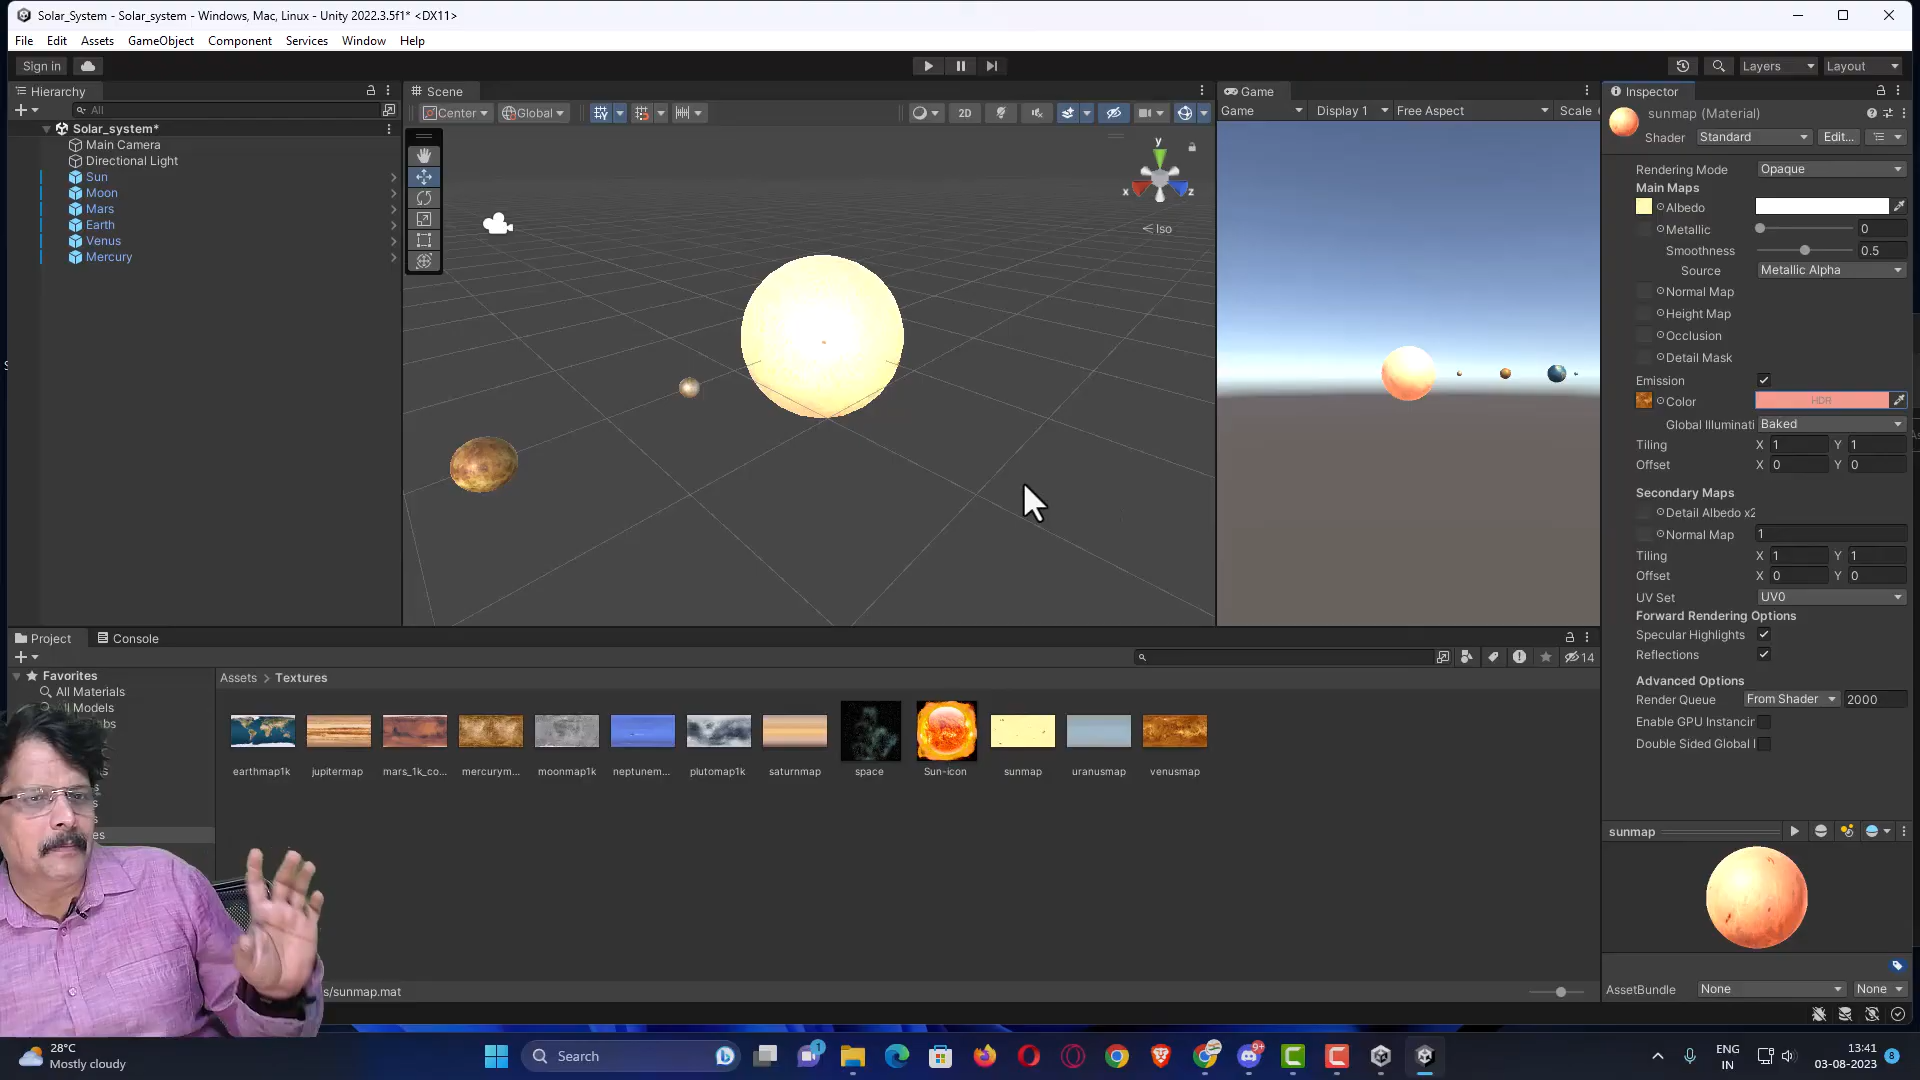 Solar_System - Solar_system - Windows, Mac, Linux - Unity 2022.3.5f1* <DX11>
File Edit Assets GameObject Component Services Window Help
Sign in
Layers
Layout
Hierarchy
All
Solar_system*
Main Camera
Directional Light
Sun
Moon
Mars
Earth
Venus
Mercury
Scene
Center
Global
2D
y
x
z
Iso
Game
Game
Display 1
Free Aspect
Scale
Inspector
sunmap (Material)
Shader Standard Edit...
Rendering Mode Opaque
Main Maps
Albedo
Metallic 0
Smoothness 0.5
Source Metallic Alpha
Normal Map
Height Map
Occlusion
Detail Mask
Emission
Color HDR
Global Illuminati Baked
Tiling X 1 Y 1
Offset X 0 Y 0
Secondary Maps
Detail Albedo x2
Normal Map 1
Tiling X 1 Y 1
Offset X 0 Y 0
UV Set UV0
Forward Rendering Options
Specular Highlights
Reflections
Advanced Options
Render Queue From Shader 2000
Enable GPU Instancin
Double Sided Global I
sunmap
AssetBundle None None
Project
Console
14
Favorites
All Materials
All Models
Assets > Textures
earthmap1k
jupitermap
mars_1k_co...
mercurym...
moonmap1k
neptunem...
plutomap1k
saturnmap
space
Sun-icon
sunmap
uranusmap
venusmap
s/sunmap.mat
28°C
Mostly cloudy
Search
1
9+
ENG
IN
13:41
03-08-2023
8